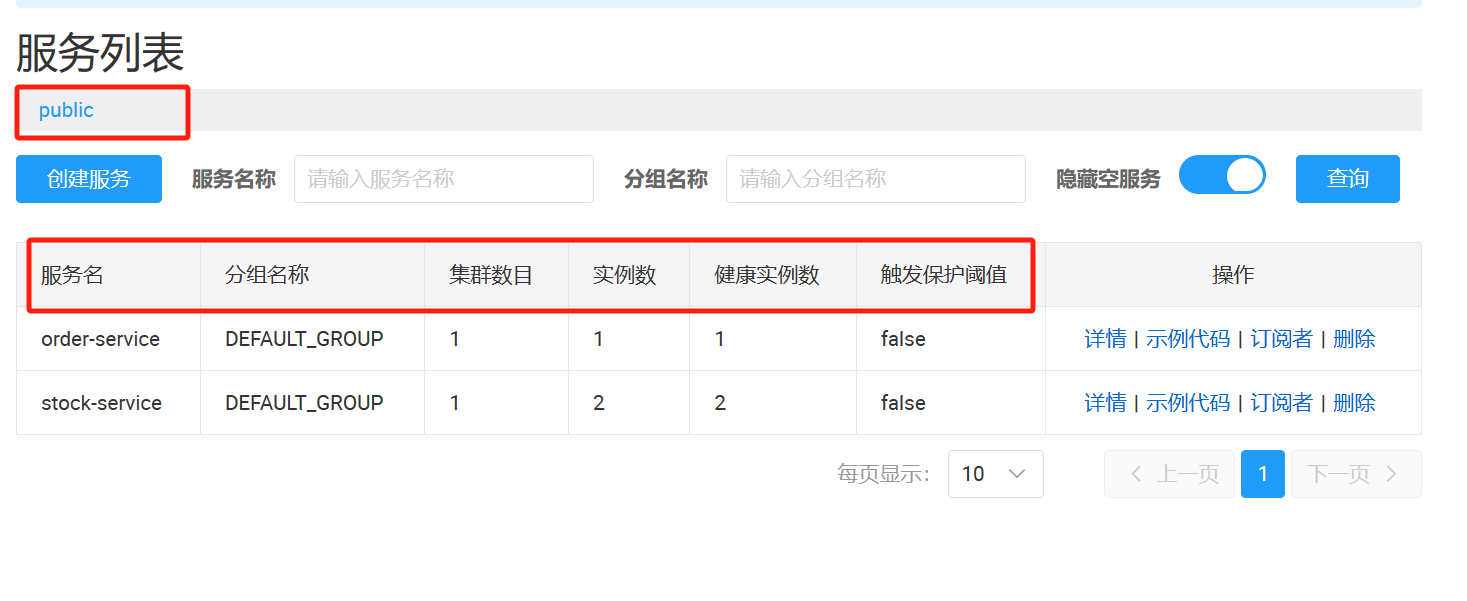 服务列表
public
创建服务 服务名称 请输入服务名称 分组名称 请输入分组名称 隐藏空服务 查询
服务名 分组名称 集群数目 实例数 健康实例数 触发保护阈值 操作
order-service DEFAULT_GROUP 1 1 1 false 详情 | 示例代码 | 订阅者 | 删除
stock-service DEFAULT_GROUP 1 2 2 false 详情 | 示例代码 | 订阅者 | 删除
每页显示： 10 上一页 1 下一页